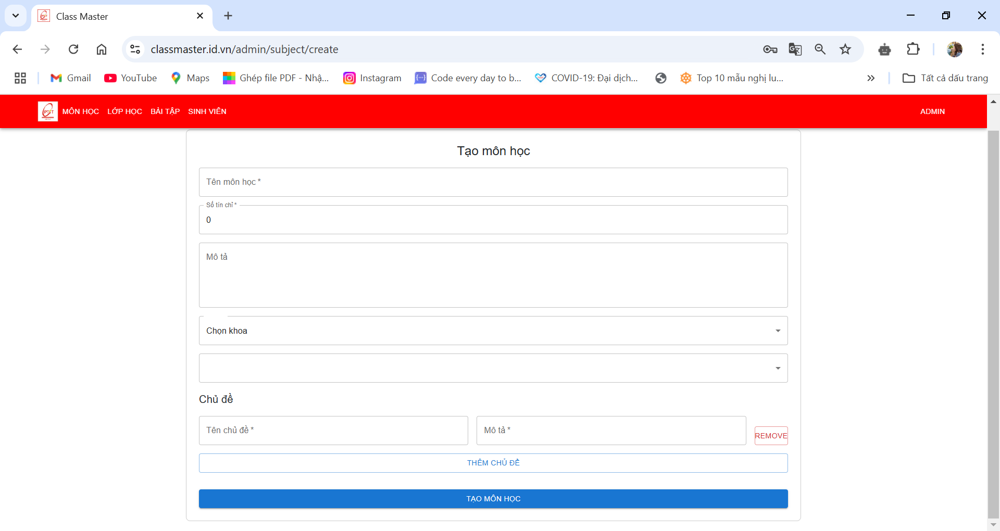 Class Master
classmaster.id.vn/admin/subject/create
Gmail YouTube Maps Ghép file PDF - Nhậ... Instagram Code every day to b... COVID-19: Đại dịch... Top 10 mẫu nghị lu... Tất cả dấu trang
PTIT MÔN HỌC LỚP HỌC BÀI TẬP SINH VIÊN ADMIN
Tạo môn học
Tên môn học *
Số tín chỉ *
0
Mô tả
Chọn khoa
Chủ đề
Tên chủ đề * Mô tả * REMOVE
THÊM CHỦ ĐỀ
TẠO MÔN HỌC